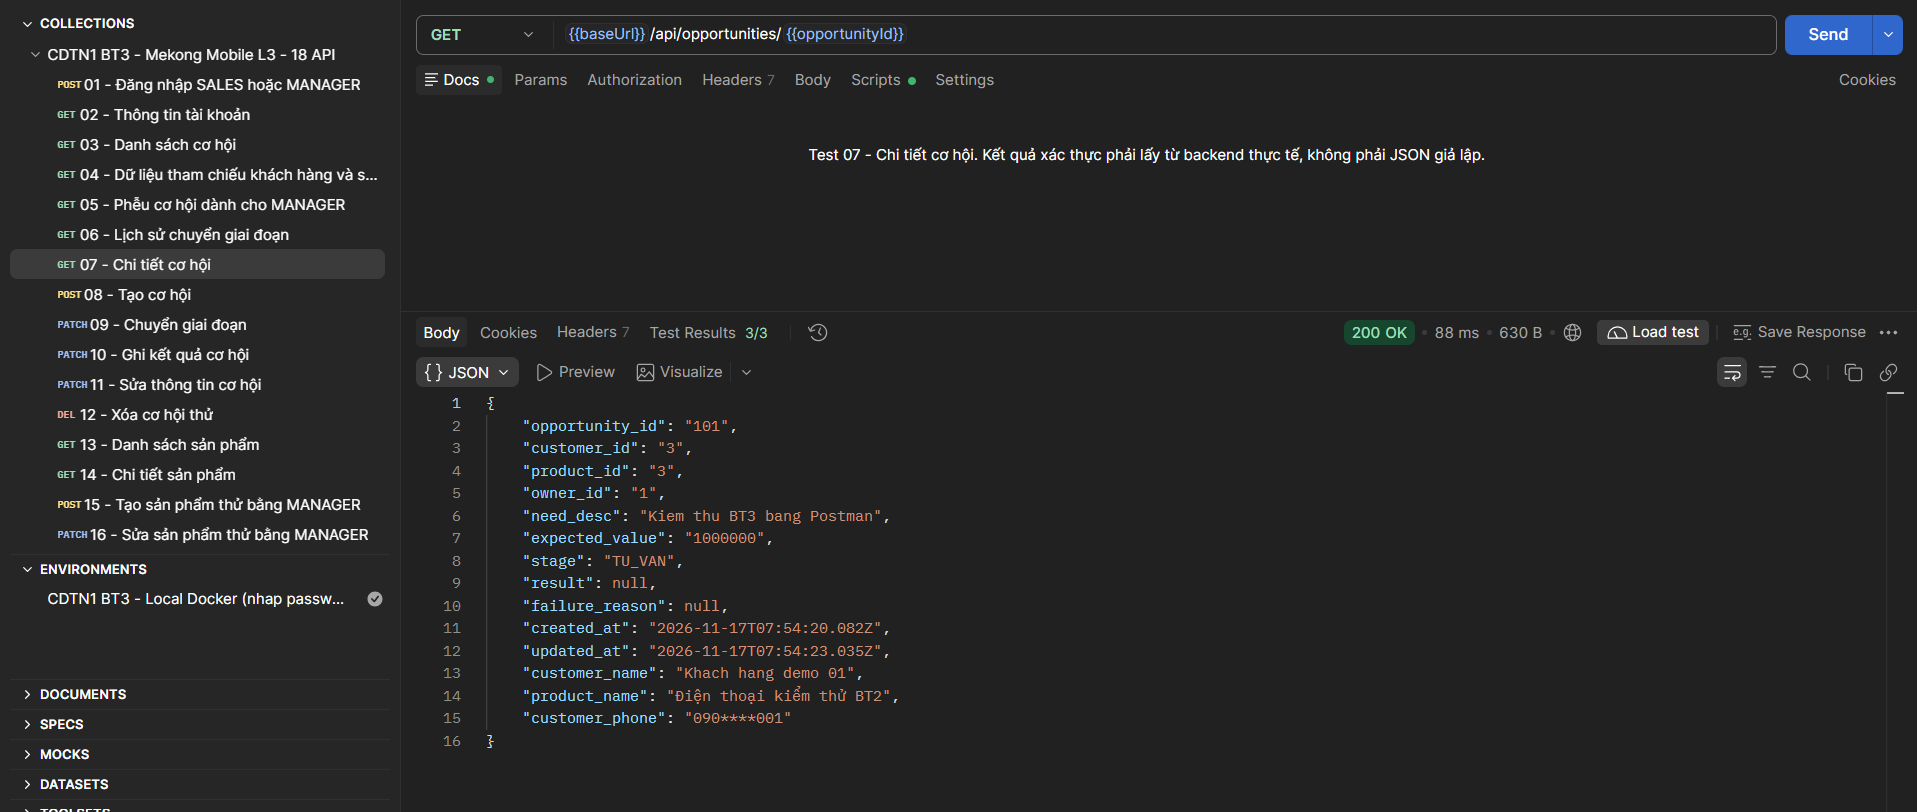 COLLECTIONS
CDTN1 BT3 - Mekong Mobile L3 - 18 API
POST 01 - Đăng nhập SALES hoặc MANAGER
GET 02 - Thông tin tài khoản
GET 03 - Danh sách cơ hội
GET 04 - Dữ liệu tham chiếu khách hàng và s...
GET 05 - Phễu cơ hội dành cho MANAGER
GET 06 - Lịch sử chuyển giai đoạn
GET 07 - Chi tiết cơ hội
POST 08 - Tạo cơ hội
PATCH 09 - Chuyển giai đoạn
PATCH 10 - Ghi kết quả cơ hội
PATCH 11 - Sửa thông tin cơ hội
DEL 12 - Xóa cơ hội thử
GET 13 - Danh sách sản phẩm
GET 14 - Chi tiết sản phẩm
POST 15 - Tạo sản phẩm thử bằng MANAGER
PATCH 16 - Sửa sản phẩm thử bằng MANAGER
ENVIRONMENTS
CDTN1 BT3 - Local Docker (nhap passw...
DOCUMENTS
SPECS
MOCKS
DATASETS
TOOLSETS
GET {{baseUrl}} /api/opportunities/ {{opportunityId}} Send
Docs Params Authorization Headers 7 Body Scripts Settings Cookies
Test 07 - Chi tiết cơ hội. Kết quả xác thực phải lấy từ backend thực tế, không phải JSON giả lập.
Body Cookies Headers 7 Test Results 3/3 200 OK • 88 ms • 630 B • Load test e.g. Save Response
{} JSON Preview Visualize
1 {
2 "opportunity_id": "101",
3 "customer_id": "3",
4 "product_id": "3",
5 "owner_id": "1",
6 "need_desc": "Kiem thu BT3 bang Postman",
7 "expected_value": "1000000",
8 "stage": "TU_VAN",
9 "result": null,
10 "failure_reason": null,
11 "created_at": "2026-11-17T07:54:20.082Z",
12 "updated_at": "2026-11-17T07:54:23.035Z",
13 "customer_name": "Khach hang demo 01",
14 "product_name": "Điện thoại kiểm thử BT2",
15 "customer_phone": "090****001"
16 }